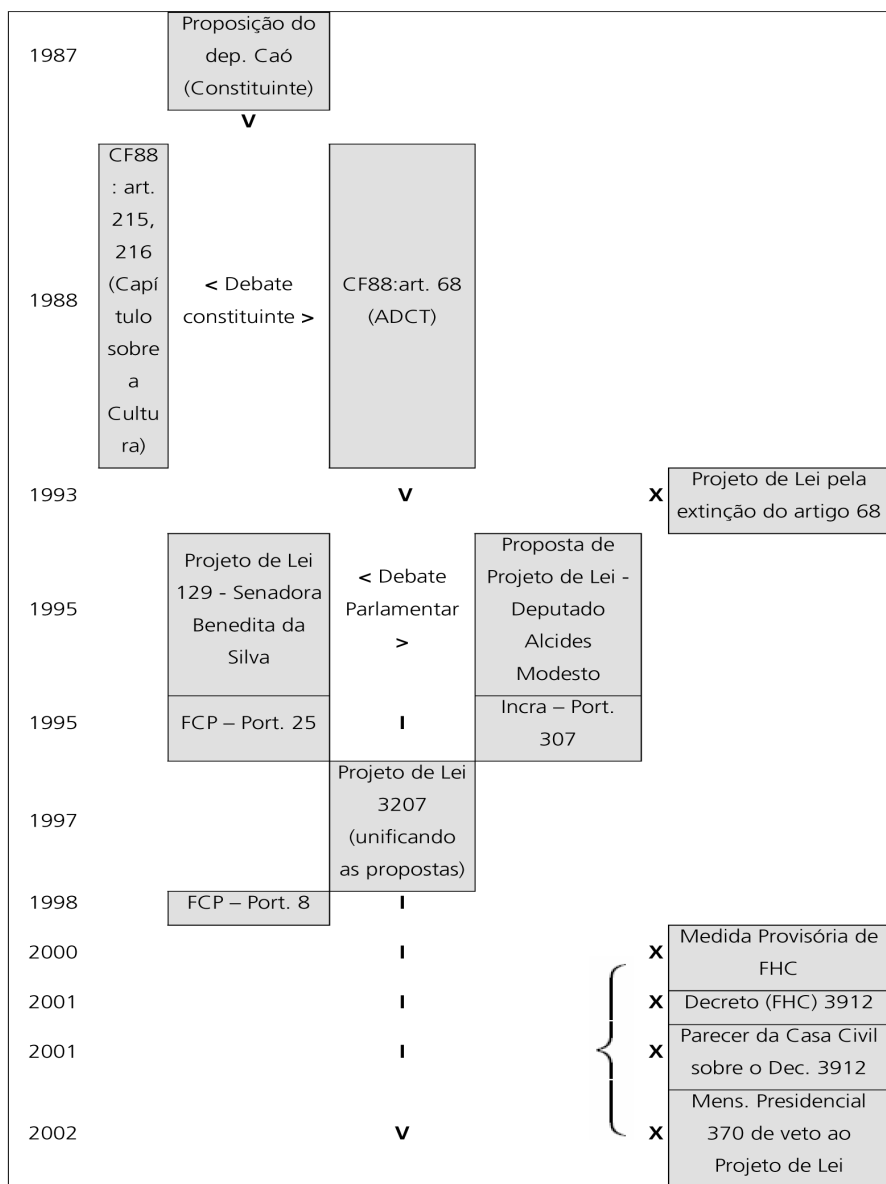 1987
Proposição do
dep. Caó
(Constituinte)
V
1988
CF88
: art.
215,
216
(Capí
tulo
sobre
a
Cultu
ra)
< Debate
constituinte >
CF88:art. 68
(ADCT)
1993
V
X
Projeto de Lei pela
extinção do artigo 68
1995
Projeto de Lei
129 - Senadora
Benedita da
Silva
< Debate
Parlamentar
>
Proposta de
Projeto de Lei -
Deputado
Alcides
Modesto
1995
FCP – Port. 25
I
Incra – Port.
307
1997
Projeto de Lei
3207
(unificando
as propostas)
1998
FCP – Port. 8
I
2000
I
X
Medida Provisória de
FHC
2001
I
X
Decreto (FHC) 3912
2001
I
X
Parecer da Casa Civil
sobre o Dec. 3912
2002
V
X
Mens. Presidencial
370 de veto ao
Projeto de Lei